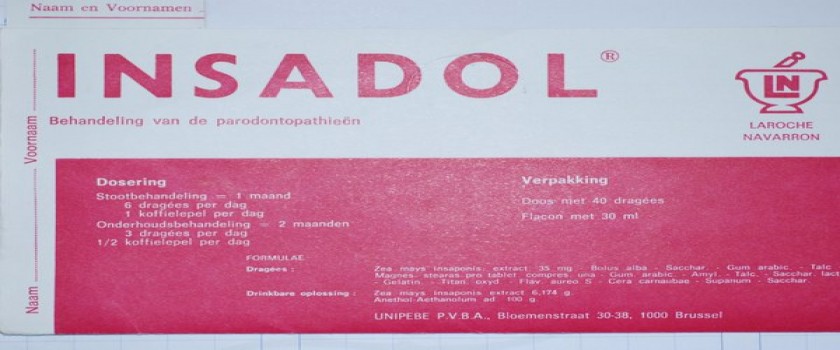 Naam en Voornamen
INSADOL®
Behandeling van de parodontopathieën
LN
LAROCHE
NAVARRON
Voornaam
Naam
Dosering
Stootbehandeling = 1 maand
6 dragées per dag
1 koffielepel per dag
Onderhoudsbehandeling = 2 maanden
3 dragées per dag
1/2 koffielepel per dag
Verpakking
Doos met 40 dragées
Flacon met 30 ml
FORMULAE
Dragées : Zea mays insaponis. extract 35 mg - Bolus alba - Sacchar. - Gum arabic. - Talc
Magnes. stearas pro tablet compres una - Gum arabic. - Amyl. - Talc. - Sacchar. lact
- Gelatin. - Titan. oxyd. - Flav. aureo S - Cera carnaubae - Sacchar.
Drinkbare oplossing : Zea mays insaponis extract 6,174 g
Anethol-Aethanolum ad 100 g
UNIPEBE P.V.B.A., Bloemenstraat 30-38, 1000 Brussel